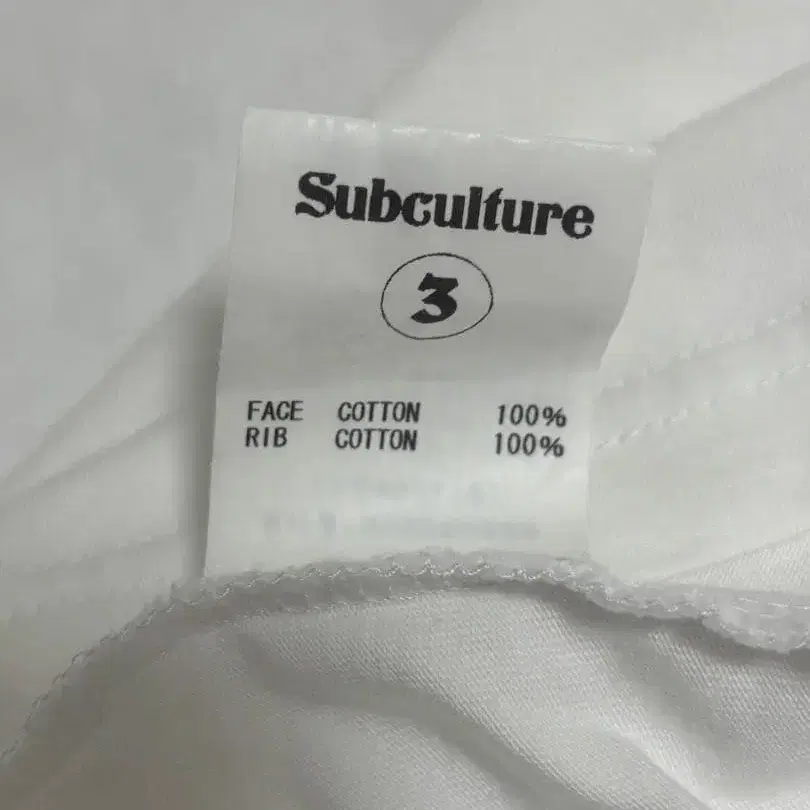 Subculture
3
FACE COTTON 100%
RIB COTTON 100%